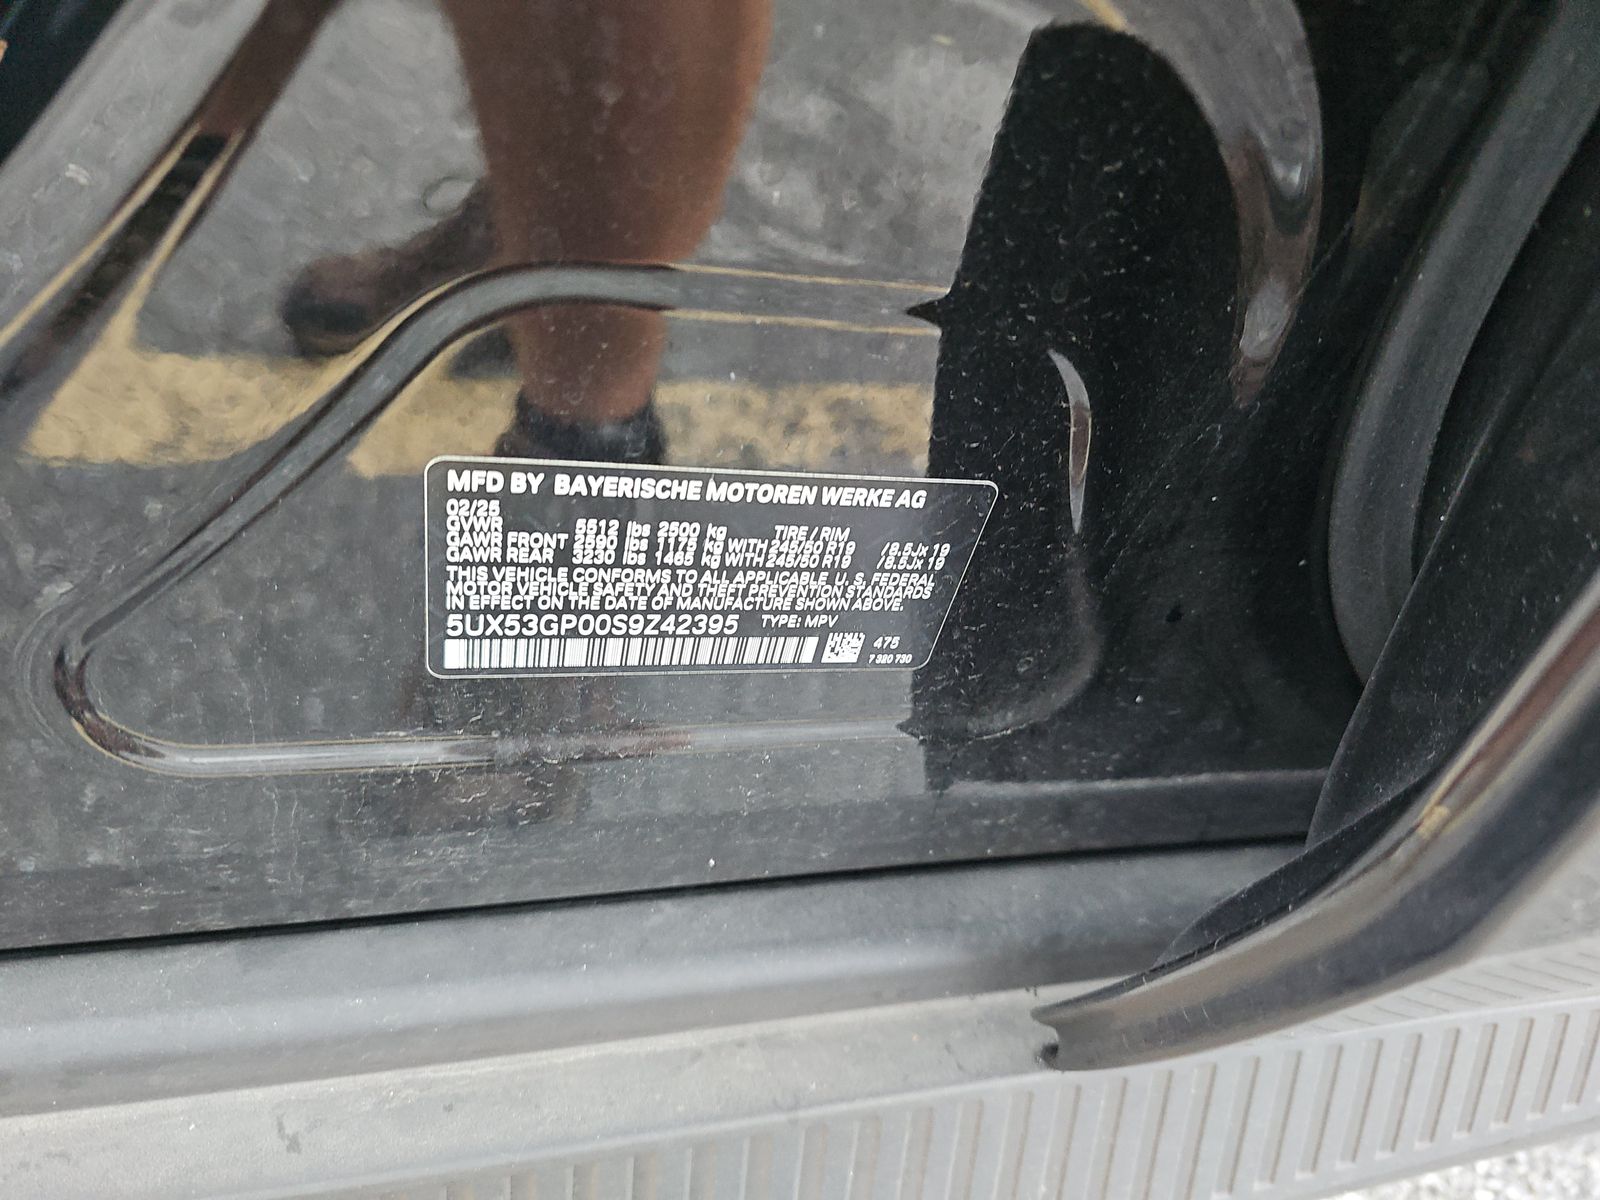 MFD BY BAYERISCHE MOTOREN WERKE AG
02/25
GVWR 5512 lbs 2500 kg TIRE / RIM
GAWR FRONT 2590 lbs 1175 kg WITH 245/50 R19 /8.5Jx19
GAWR REAR 3230 lbs 1465 kg WITH 245/50 R19 /8.5Jx19
THIS VEHICLE CONFORMS TO ALL APPLICABLE U. S. FEDERAL
MOTOR VEHICLE SAFETY AND THEFT PREVENTION STANDARDS
IN EFFECT ON THE DATE OF MANUFACTURE SHOWN ABOVE.
5UX53GP00S9Z42395 TYPE: MPV
475
7 320 730